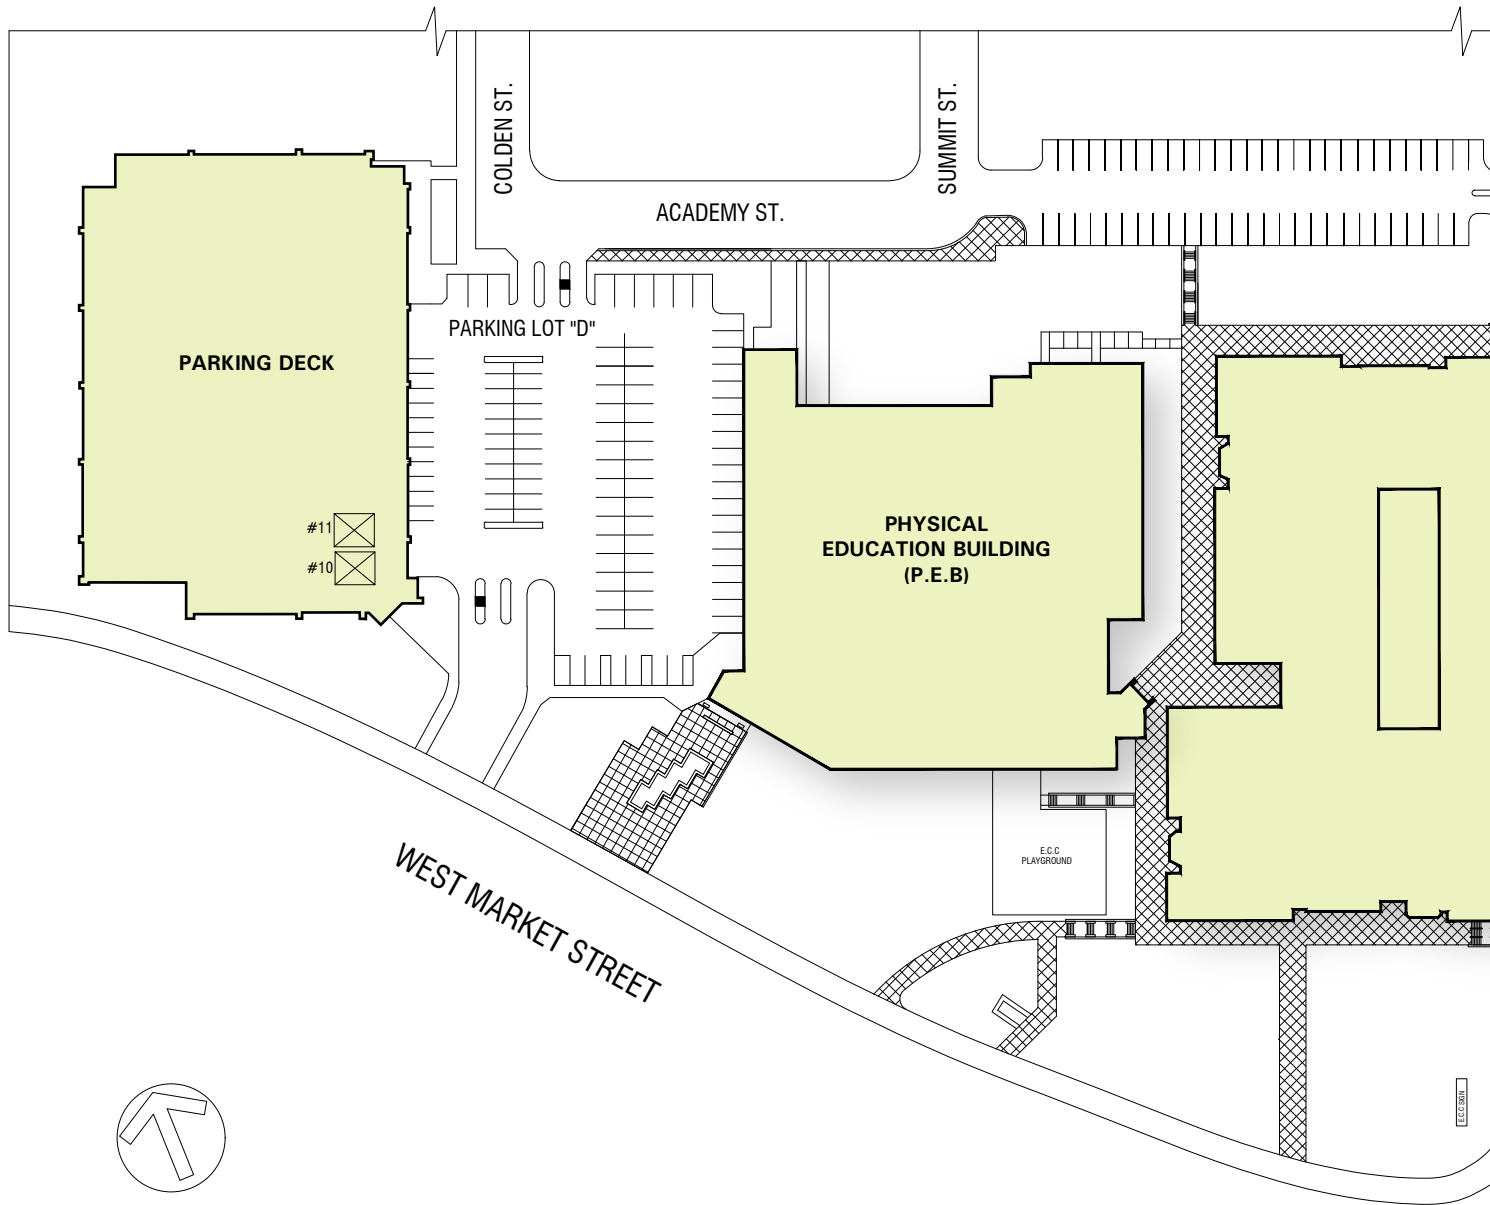 COLDEN ST.
SUMMIT ST.
ACADEMY ST.
PARKING LOT "D"
PARKING DECK
#11
#10
PHYSICAL
EDUCATION BUILDING
(P.E.B)
E.C.C
PLAYGROUND
WEST MARKET STREET
E.C.C SIGN